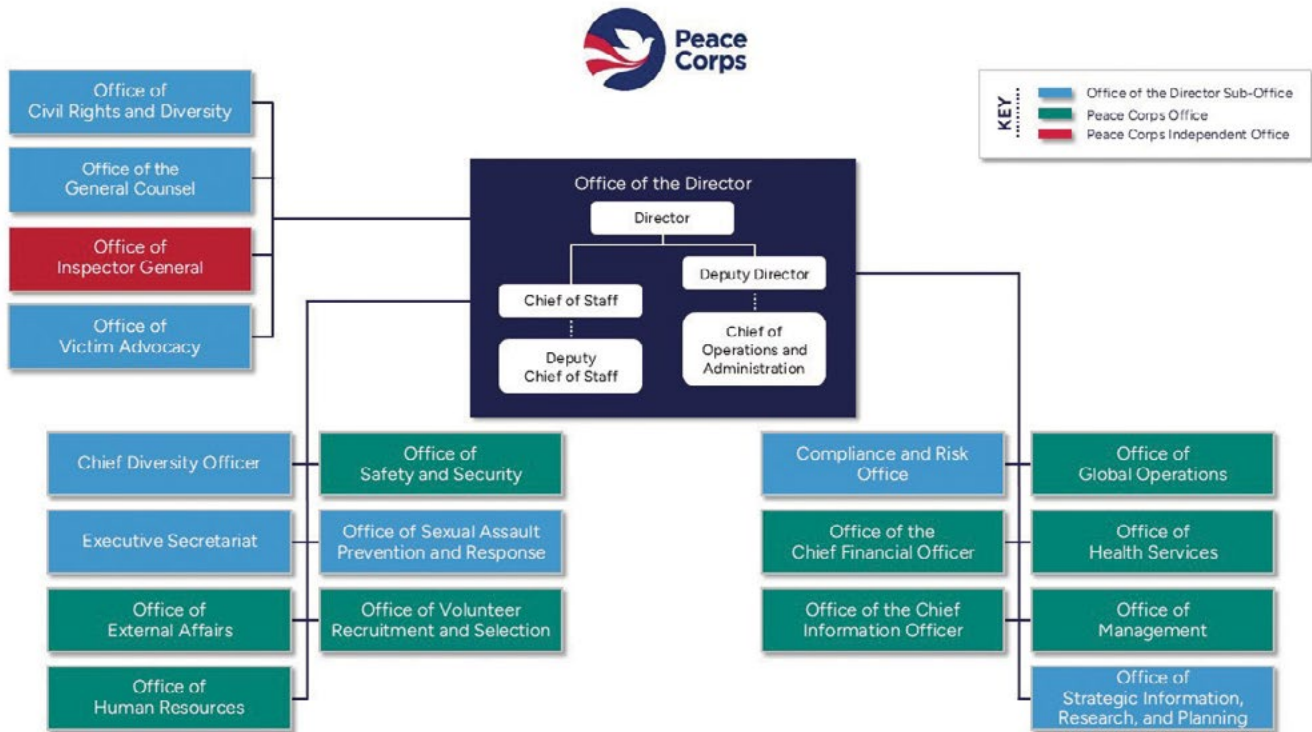 Peace
Corps
KEY
Office of the Director Sub-Office
Peace Corps Office
Peace Corps Independent Office
Office of
Civil Rights and Diversity
Office of the
General Counsel
Office of
Inspector General
Office of
Victim Advocacy
Office of the Director
Director
Deputy Director
Chief of Staff
Chief of
Operations and
Administration
Deputy
Chief of Staff
Chief Diversity Officer
Office of
Safety and Security
Executive Secretariat
Office of Sexual Assault
Prevention and Response
Office of
External Affairs
Office of Volunteer
Recruitment and Selection
Office of
Human Resources
Compliance and Risk
Office
Office of
Global Operations
Office of the
Chief Financial Officer
Office of
Health Services
Office of the Chief
Information Officer
Office of
Management
Office of
Strategic Information,
Research, and Planning